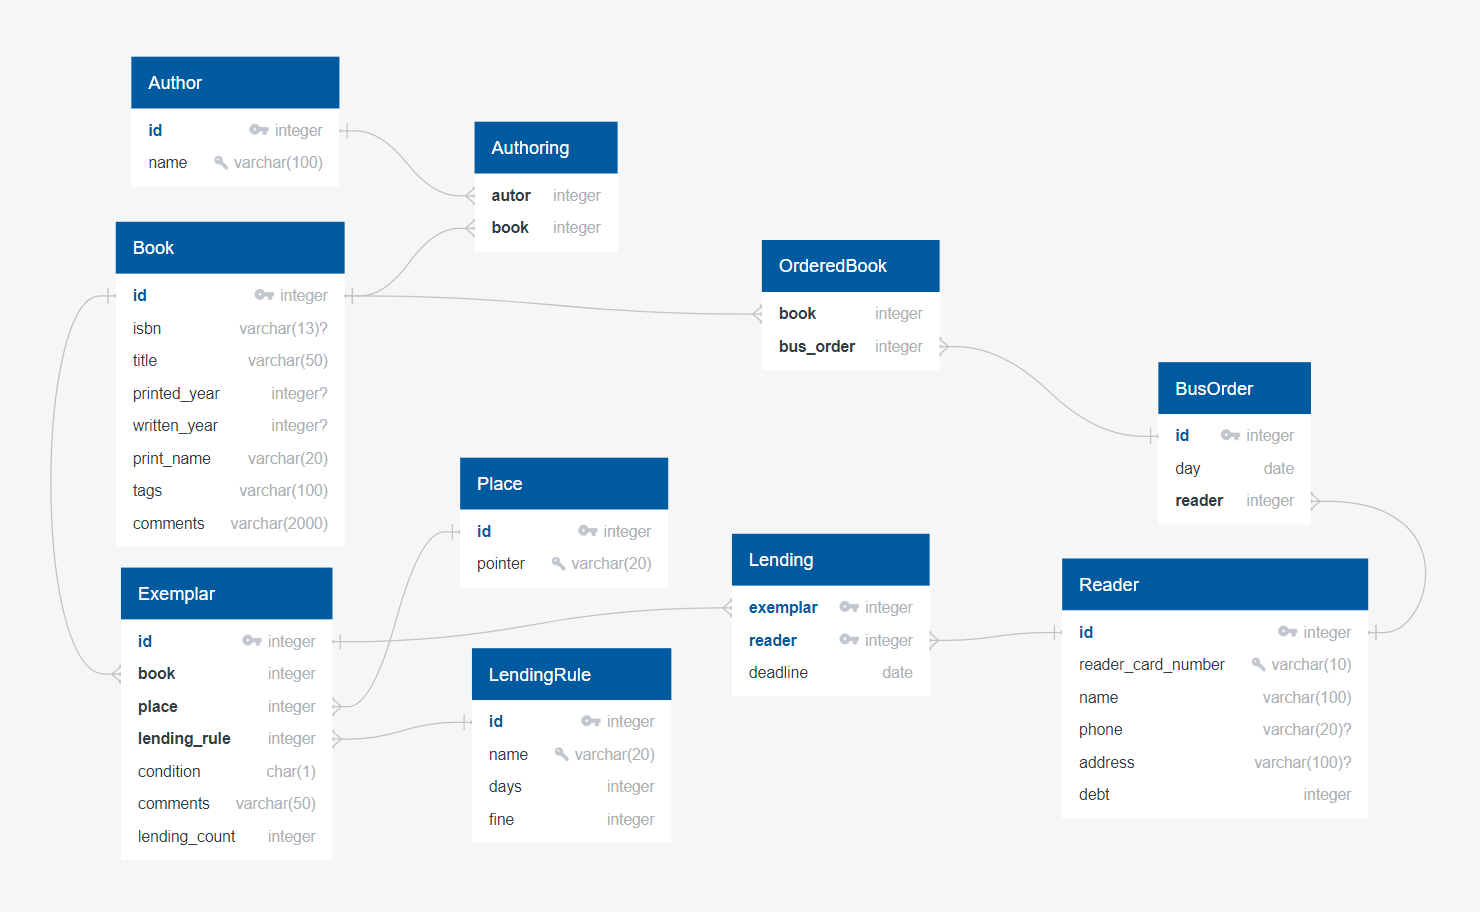 Author
id integer
name varchar(100)
Authoring
autor integer
book integer
Book
id integer
isbn varchar(13)?
title varchar(50)
printed_year integer?
written_year integer?
print_name varchar(20)
tags varchar(100)
comments varchar(2000)
OrderedBook
book integer
bus_order integer
BusOrder
id integer
day date
reader integer
Place
id integer
pointer varchar(20)
Lending
exemplar integer
reader integer
deadline date
Reader
id integer
reader_card_number varchar(10)
name varchar(100)
phone varchar(20)?
address varchar(100)?
debt integer
Exemplar
id integer
book integer
place integer
lending_rule integer
condition char(1)
comments varchar(50)
lending_count integer
LendingRule
id integer
name varchar(20)
days integer
fine integer